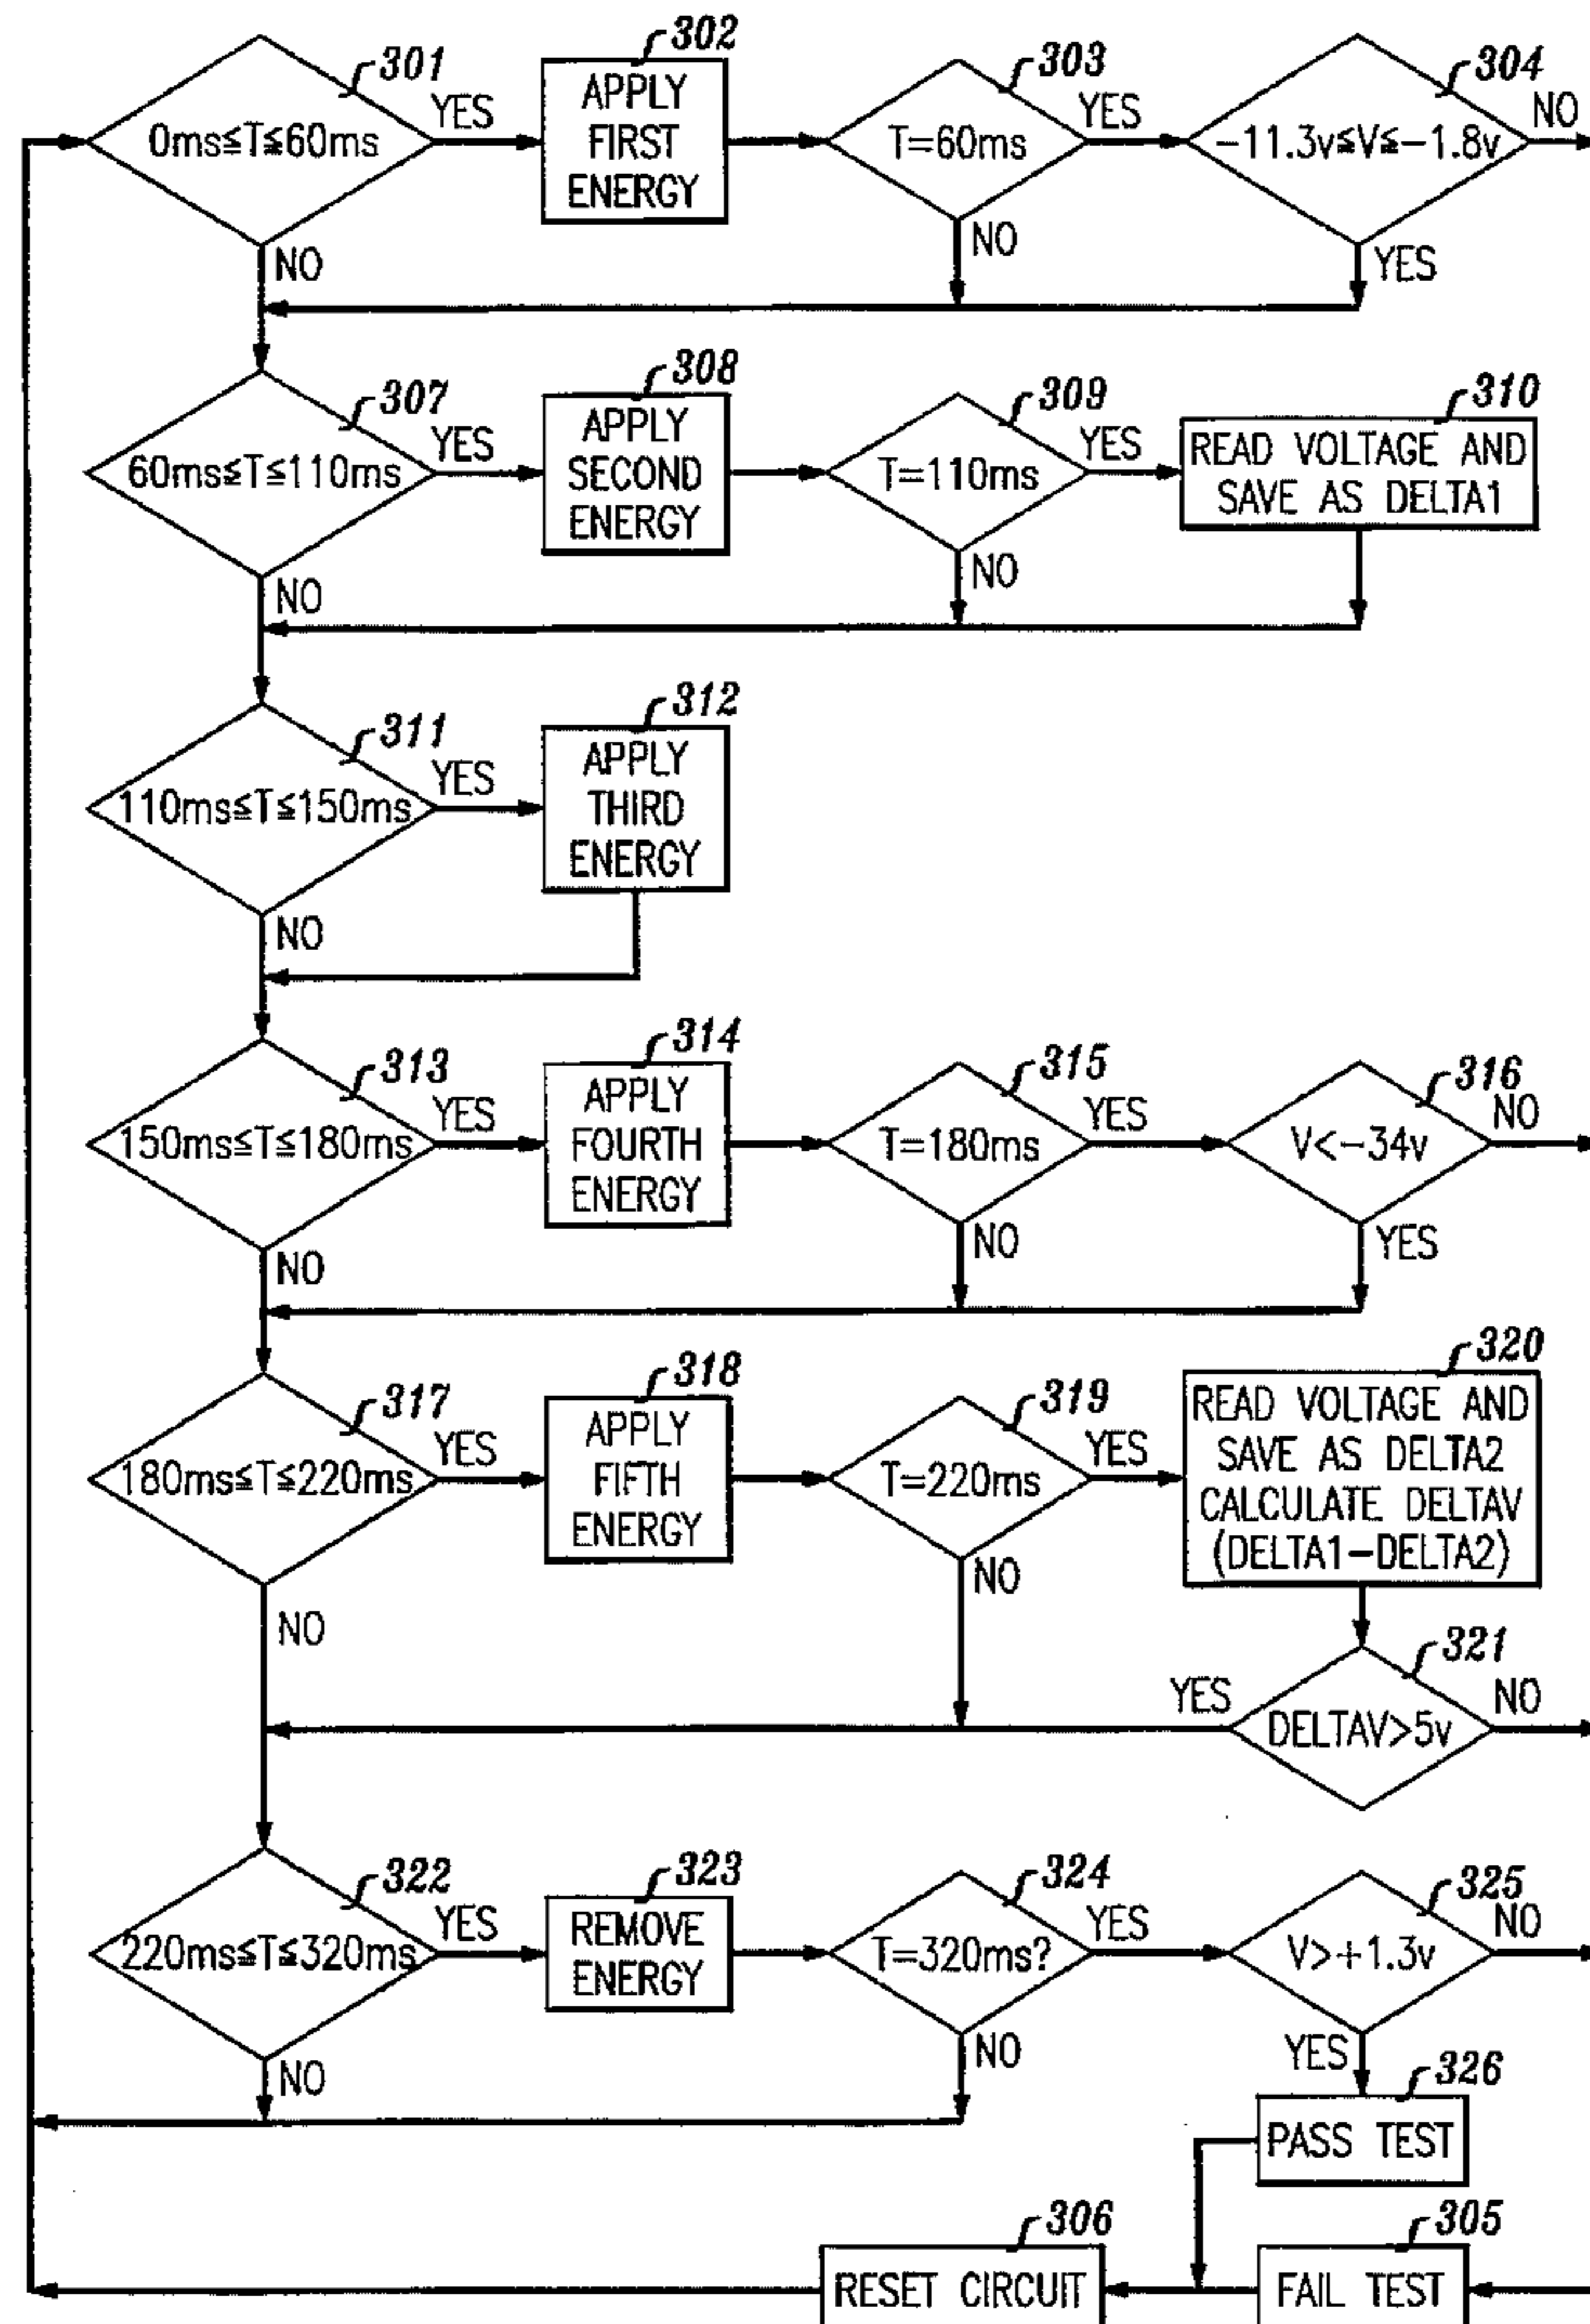 301
0ms≦T≦60ms
YES
NO
302
APPLY
FIRST
ENERGY
303
T=60ms
YES
NO
304
-11.3v≦V≦-1.8v
NO
YES
307
60ms≦T≦110ms
YES
NO
308
APPLY
SECOND
ENERGY
309
T=110ms
YES
NO
310
READ VOLTAGE AND
SAVE AS DELTA1
311
110ms≦T≦150ms
YES
NO
312
APPLY
THIRD
ENERGY
313
150ms≦T≦180ms
YES
NO
314
APPLY
FOURTH
ENERGY
315
T=180ms
YES
NO
316
V<-34v
NO
YES
317
180ms≦T≦220ms
YES
NO
318
APPLY
FIFTH
ENERGY
319
T=220ms
YES
NO
320
READ VOLTAGE AND
SAVE AS DELTA2
CALCULATE DELTAV
(DELTA1-DELTA2)
321
DELTAV>5v
YES
NO
322
220ms≦T≦320ms
YES
NO
323
REMOVE
ENERGY
324
T=320ms?
YES
NO
325
V>+1.3v
NO
YES
326
PASS TEST
306
RESET CIRCUIT
305
FAIL TEST